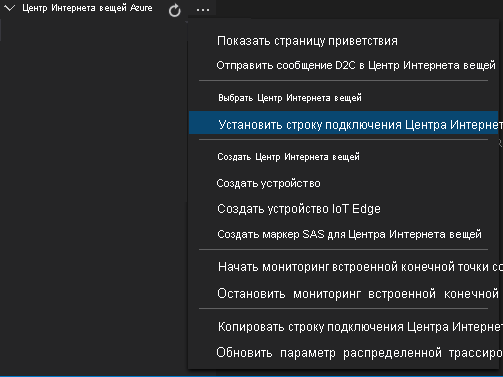 Центр Интернета вещей Azure
Показать страницу приветствия
Отправить сообщение D2C в Центр Интернета вещей
Выбрать Центр Интернета вещей
Установить строку подключения Центра Интернет
Создать Центр Интернета вещей
Создать устройство
Создать устройство IoT Edge
Создать маркер SAS для Центра Интернета вещей
Начать мониторинг встроенной конечной точки со
Остановить мониторинг встроенной конечной
Копировать строку подключения Центра Интерне
Обновить параметр распределенной трассиро